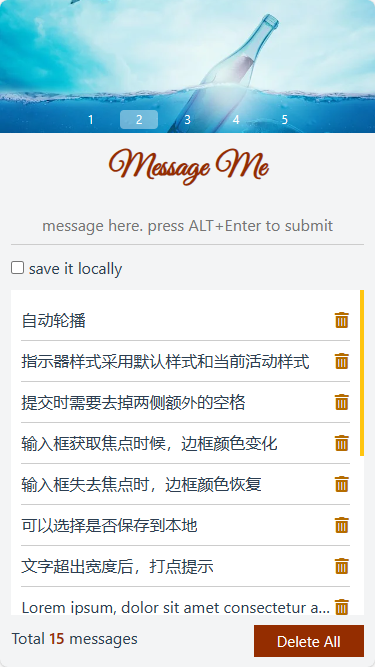 1 2 3 4 5
Message Me
message here. press ALT+Enter to submit
save it locally
自动轮播
指示器样式采用默认样式和当前活动样式
提交时需要去掉两侧额外的空格
输入框获取焦点时候，边框颜色变化
输入框失去焦点时，边框颜色恢复
可以选择是否保存到本地
文字超出宽度后，打点提示
Lorem ipsum, dolor sit amet consectetur a...
Total 15 messages
Delete All